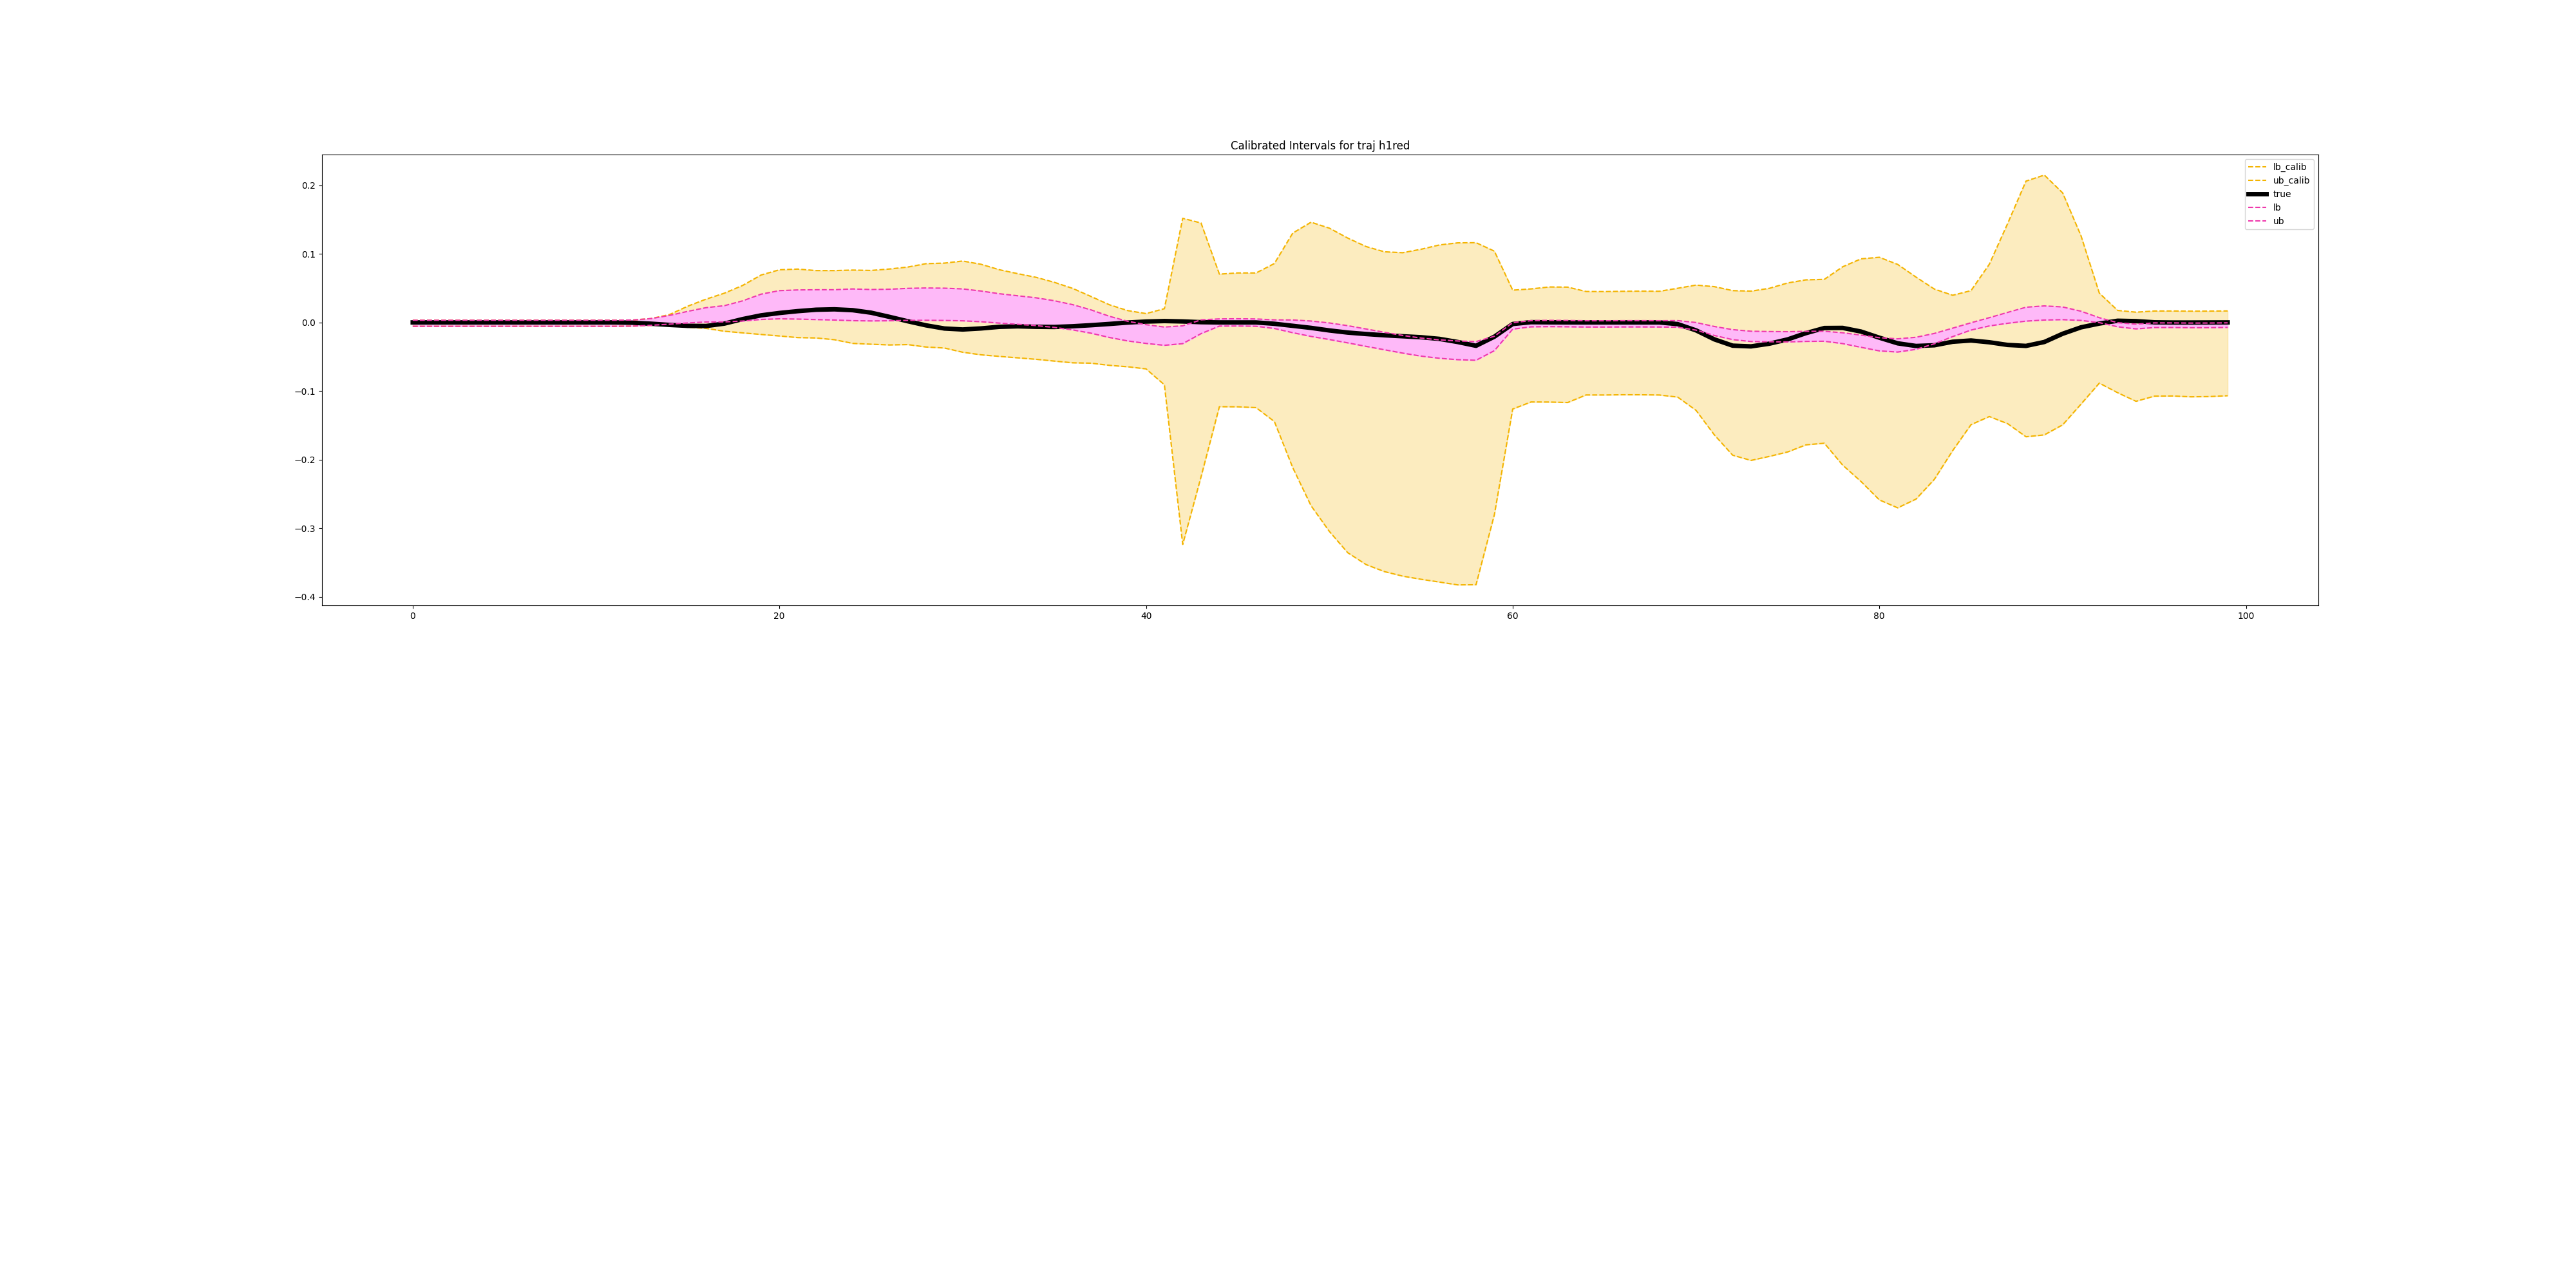 Calibrated Intervals for traj h1red
lb_calib
ub_calib
true
lb
ub
0.2
0.1
0.0
−0.1
−0.2
−0.3
−0.4
0 20 40 60 80 100